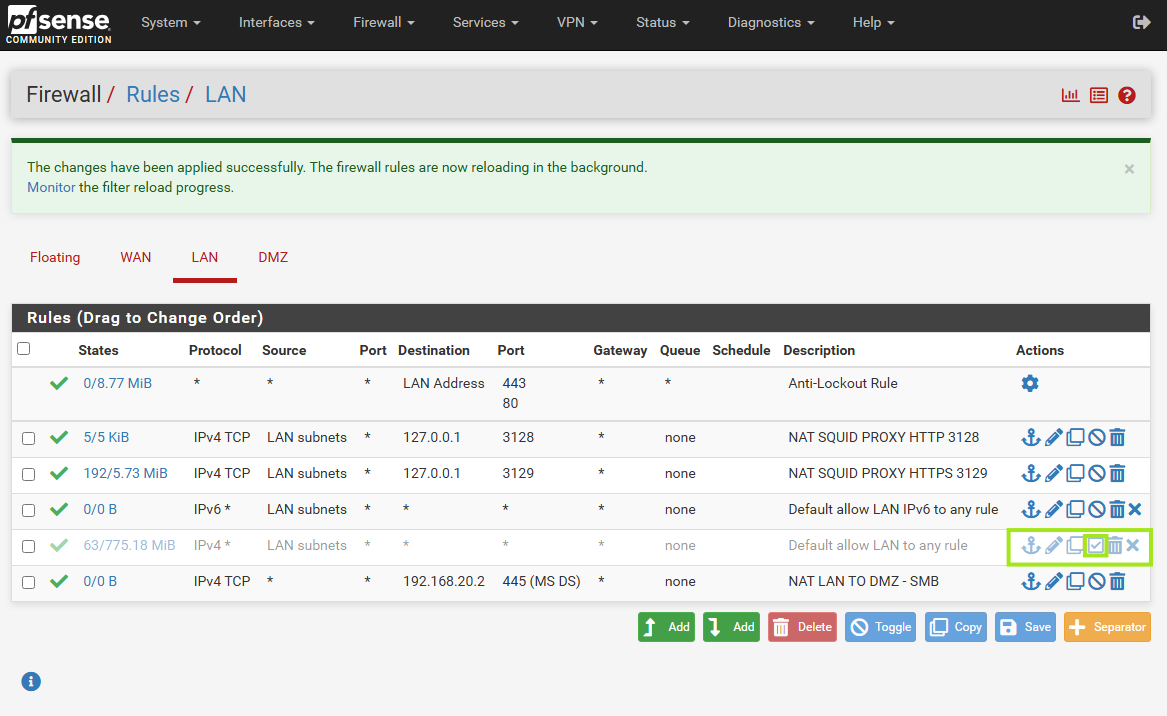 pfsense COMMUNITY EDITION System Interfaces Firewall Services VPN Status Diagnostics Help
Firewall / Rules / LAN
The changes have been applied successfully. The firewall rules are now reloading in the background.
Monitor the filter reload progress.
Floating WAN LAN DMZ
Rules (Drag to Change Order)
States Protocol Source Port Destination Port Gateway Queue Schedule Description Actions
0/8.77 MiB * * * LAN Address 443 * * Anti-Lockout Rule
80
5/5 KiB IPv4 TCP LAN subnets * 127.0.0.1 3128 * none NAT SQUID PROXY HTTP 3128
192/5.73 MiB IPv4 TCP LAN subnets * 127.0.0.1 3129 * none NAT SQUID PROXY HTTPS 3129
0/0 B IPv6 * LAN subnets * * * * none Default allow LAN IPv6 to any rule
63/775.18 MiB IPv4 * LAN subnets * * * * none Default allow LAN to any rule
0/0 B IPv4 TCP * * 192.168.20.2 445 (MS DS) * none NAT LAN TO DMZ - SMB
Add Add Delete Toggle Copy Save Separator